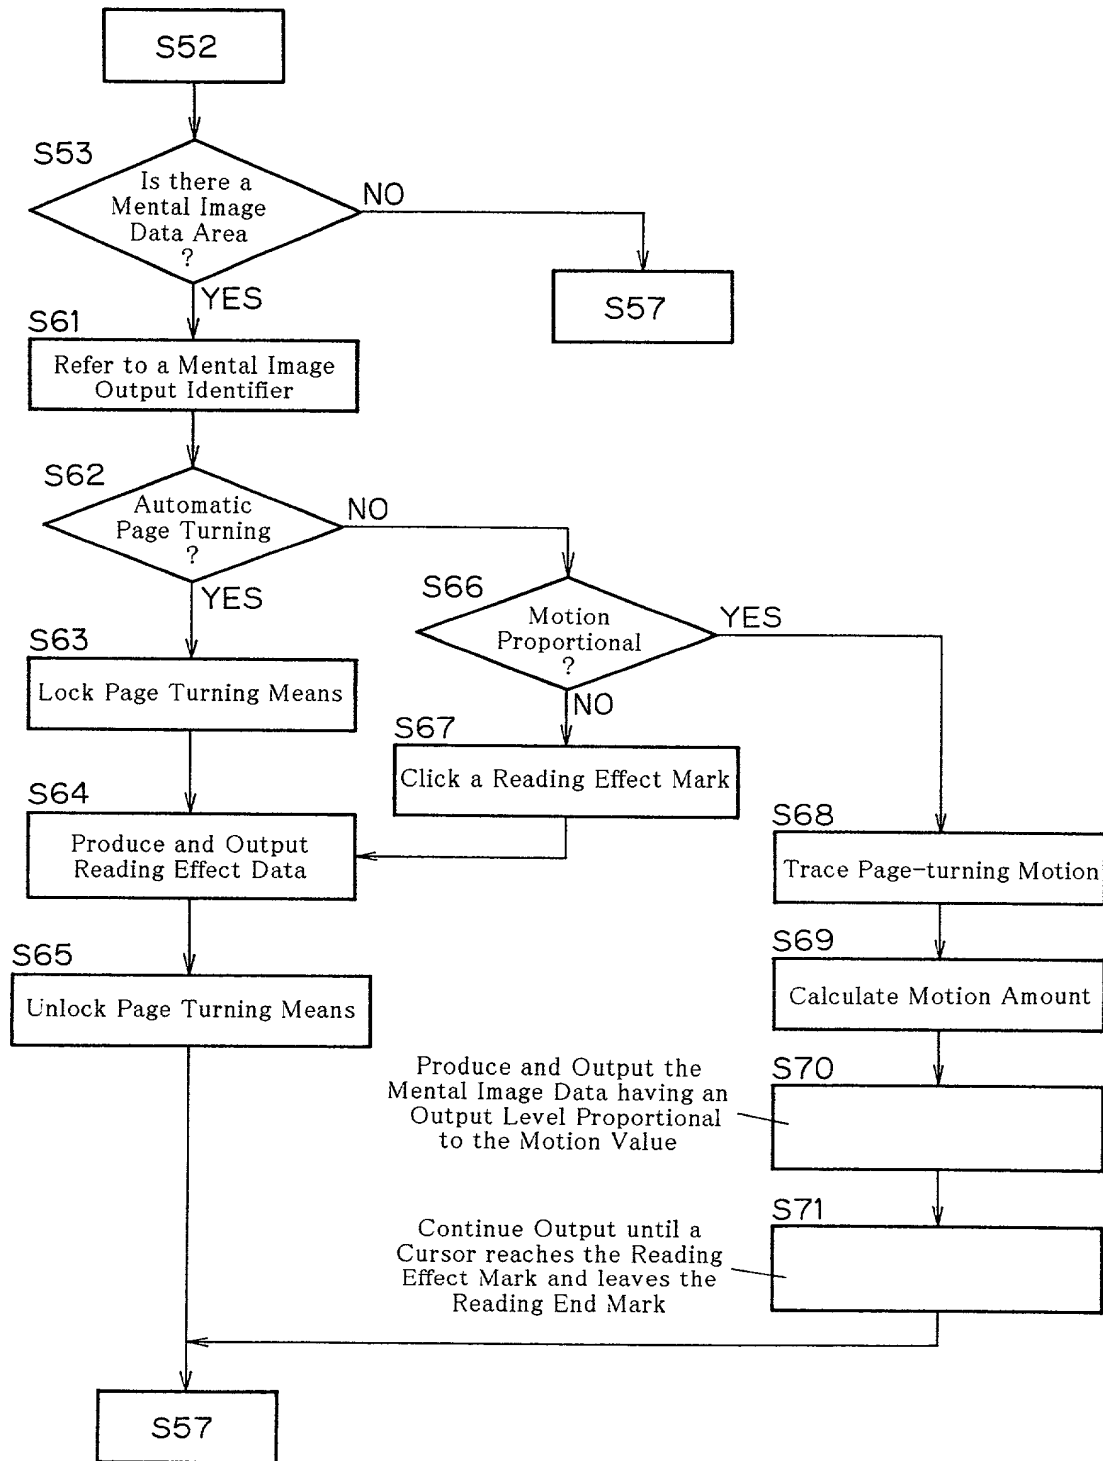 S52
S53
Is there a
Mental Image
Data Area
?
NO
YES
S57
S61
Refer to a Mental Image
Output Identifier
S62
Automatic
Page Turning
?
NO
YES
S66
Motion
Proportional
?
YES
NO
S63
Lock Page Turning Means
S67
Click a Reading Effect Mark
S64
Produce and Output
Reading Effect Data
S68
Trace Page-turning Motion
S65
Unlock Page Turning Means
S69
Calculate Motion Amount
S70
Produce and Output the
Mental Image Data having an
Output Level Proportional
to the Motion Value
S71
Continue Output until a
Cursor reaches the Reading
Effect Mark and leaves the
Reading End Mark
S57